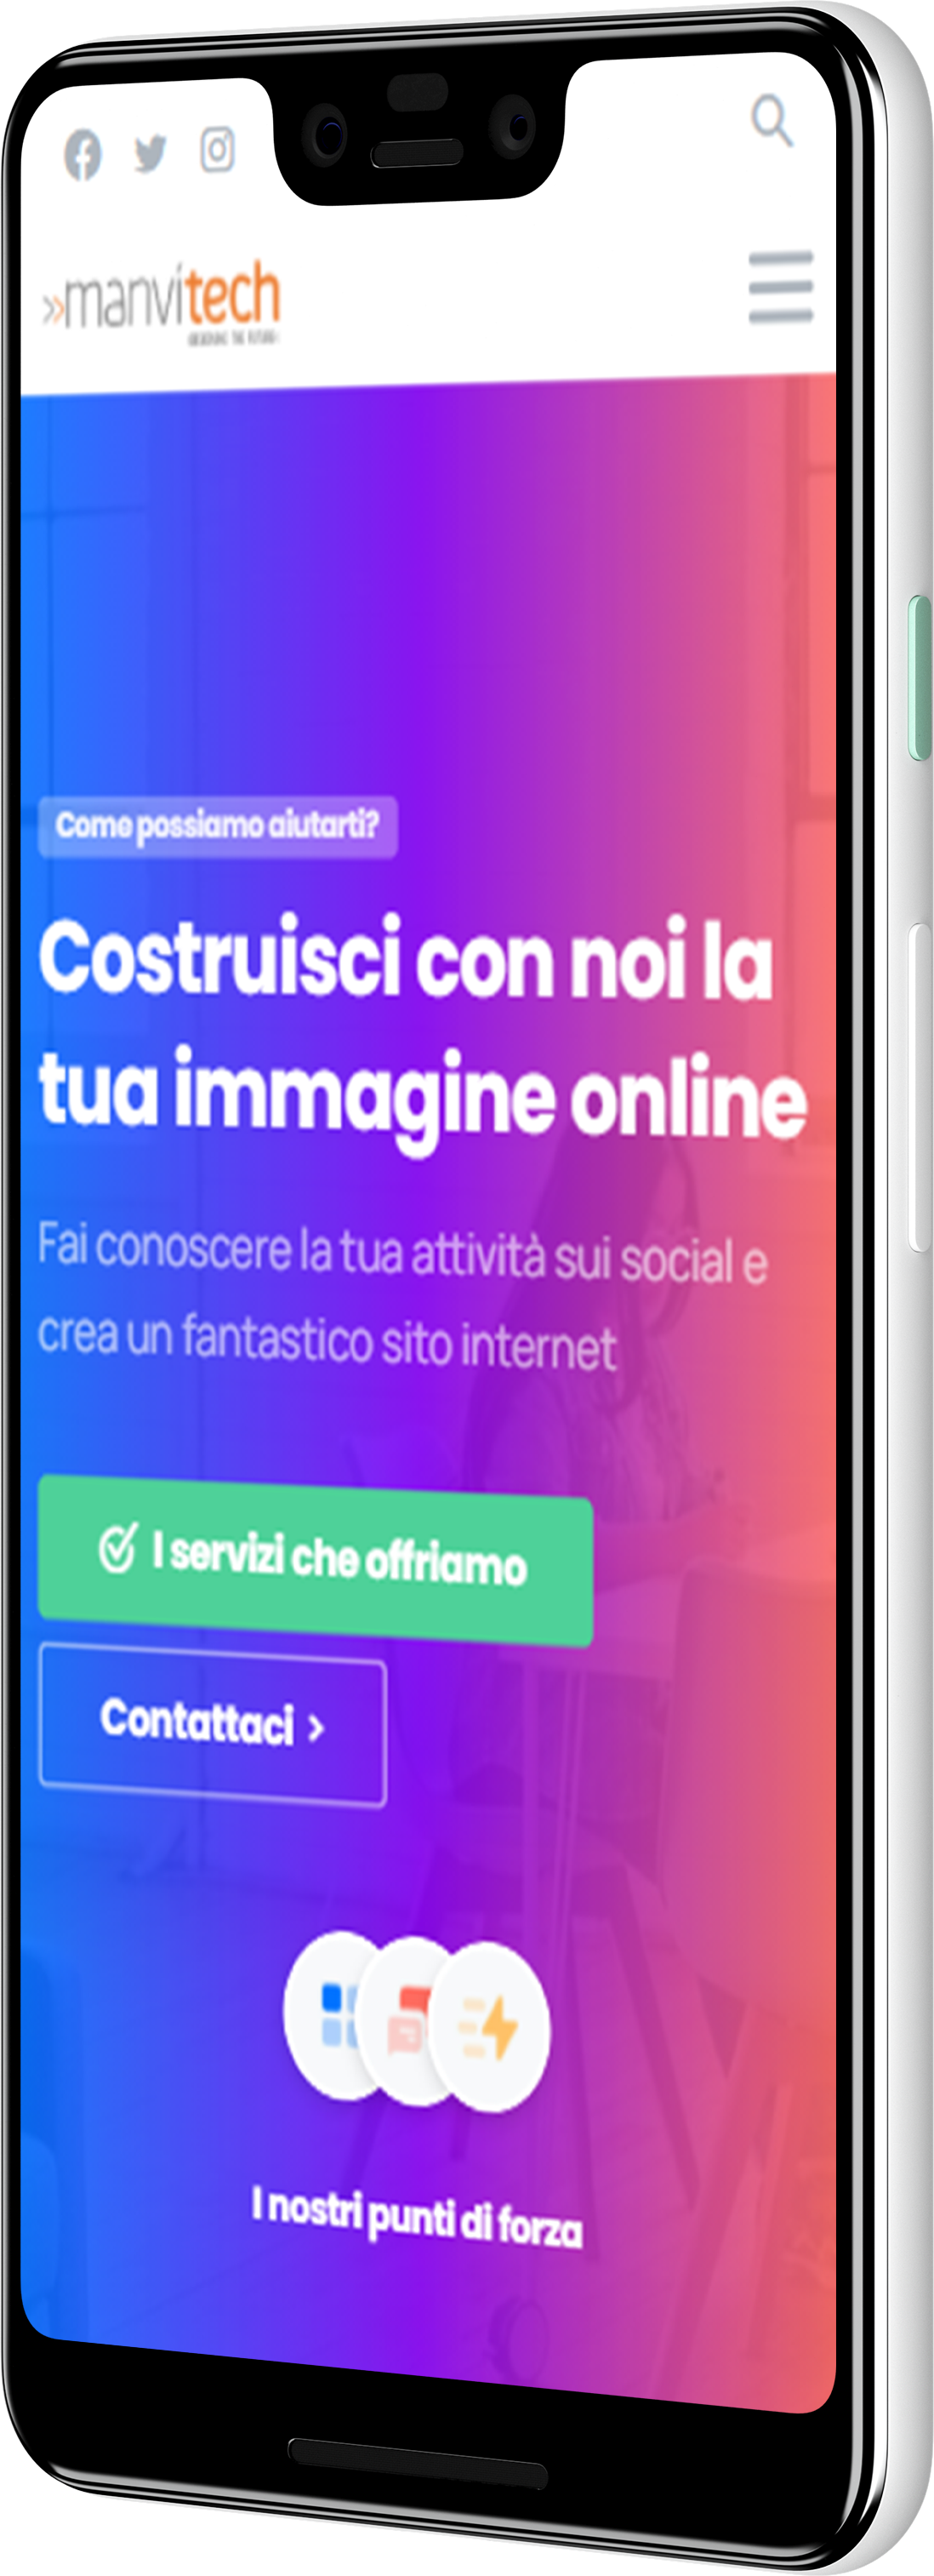 »manvitech
Come possiamo aiutarti?
Costruisci con noi la
tua immagine online
Fai conoscere la tua attività sui social e
crea un fantastico sito internet
I servizi che offriamo
Contattaci >
I nostri punti di forza